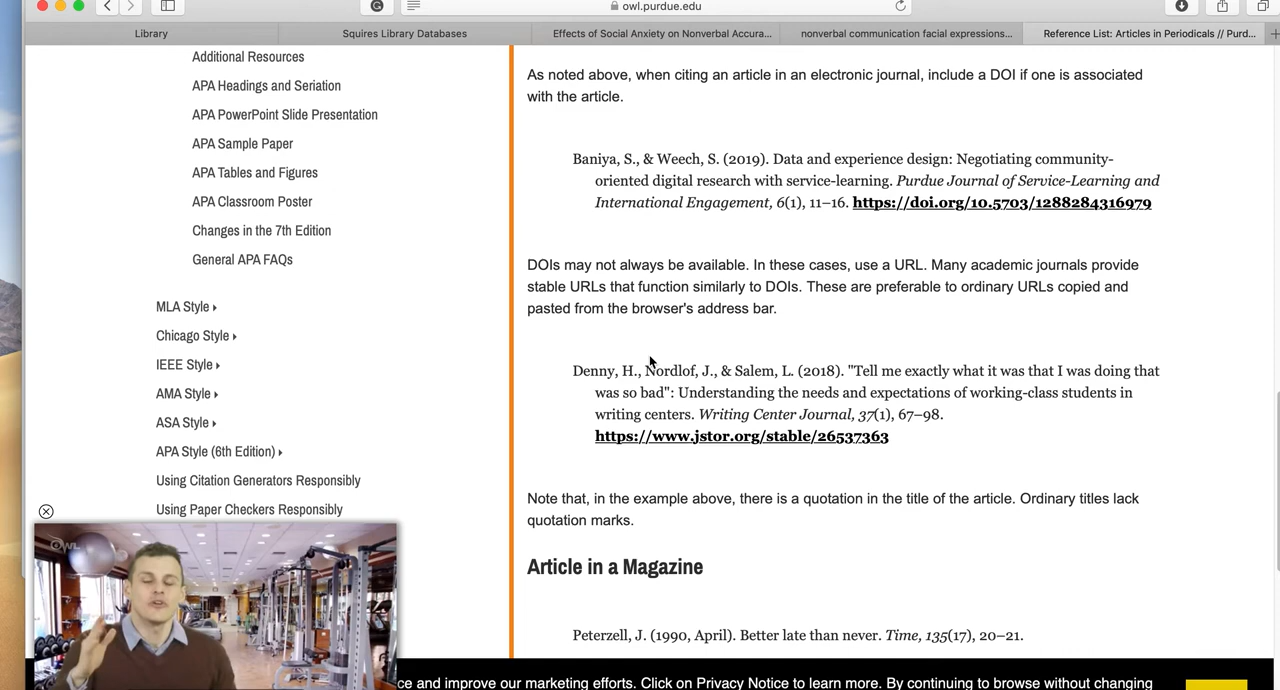 owl.purdue.edu
Library
Squires Library Databases
Effects of Social Anxiety on Nonverbal Accura...
nonverbal communication facial expressions...
Reference List: Articles in Periodicals // Purd...
Additional Resources
APA Headings and Seriation
APA PowerPoint Slide Presentation
APA Sample Paper
APA Tables and Figures
APA Classroom Poster
Changes in the 7th Edition
General APA FAQs
MLA Style
Chicago Style
IEEE Style
AMA Style
ASA Style
APA Style (6th Edition)
Using Citation Generators Responsibly
Using Paper Checkers Responsibly
OWL
As noted above, when citing an article in an electronic journal, include a DOI if one is associated
with the article.
Baniya, S., & Weech, S. (2019). Data and experience design: Negotiating community-
oriented digital research with service-learning. Purdue Journal of Service-Learning and
International Engagement, 6(1), 11–16. https://doi.org/10.5703/1288284316979
DOIs may not always be available. In these cases, use a URL. Many academic journals provide
stable URLs that function similarly to DOIs. These are preferable to ordinary URLs copied and
pasted from the browser's address bar.
Denny, H., Nordlof, J., & Salem, L. (2018). "Tell me exactly what it was that I was doing that
was so bad": Understanding the needs and expectations of working-class students in
writing centers. Writing Center Journal, 37(1), 67–98.
https://www.jstor.org/stable/26537363
Note that, in the example above, there is a quotation in the title of the article. Ordinary titles lack
quotation marks.
Article in a Magazine
Peterzell, J. (1990, April). Better late than never. Time, 135(17), 20–21.
ce and improve our marketing efforts. Click on Privacy Notice to learn more. By continuing to browse without changing